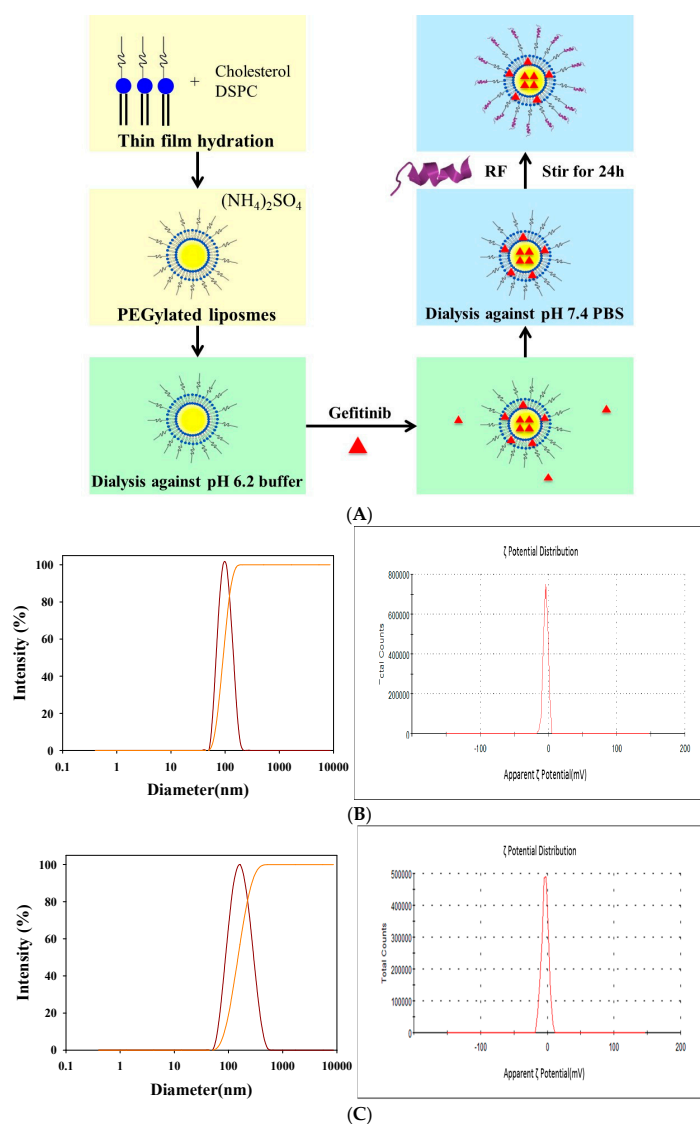 + Cholesterol
DSPC
Thin film hydration
(NH4)2SO4
PEGylated liposmes
Dialysis against pH 6.2 buffer
Gefitinib
Dialysis against pH 7.4 PBS
RF Stir for 24h
(A)
Intensity (%)
100
80
60
40
20
0
0.1 1 10 100 1000 10000
Diameter(nm)
ζ Potential Distribution
Total Counts
800000
600000
400000
200000
0
-100 0 100 200
Apparent ζ Potential(mV)
(B)
Intensity (%)
100
80
60
40
20
0
0.1 1 10 100 1000 10000
Diameter(nm)
ζ Potential Distribution
Total Counts
500000
400000
300000
200000
100000
0
-100 0 100 200
Apparent ζ Potential(mV)
(C)